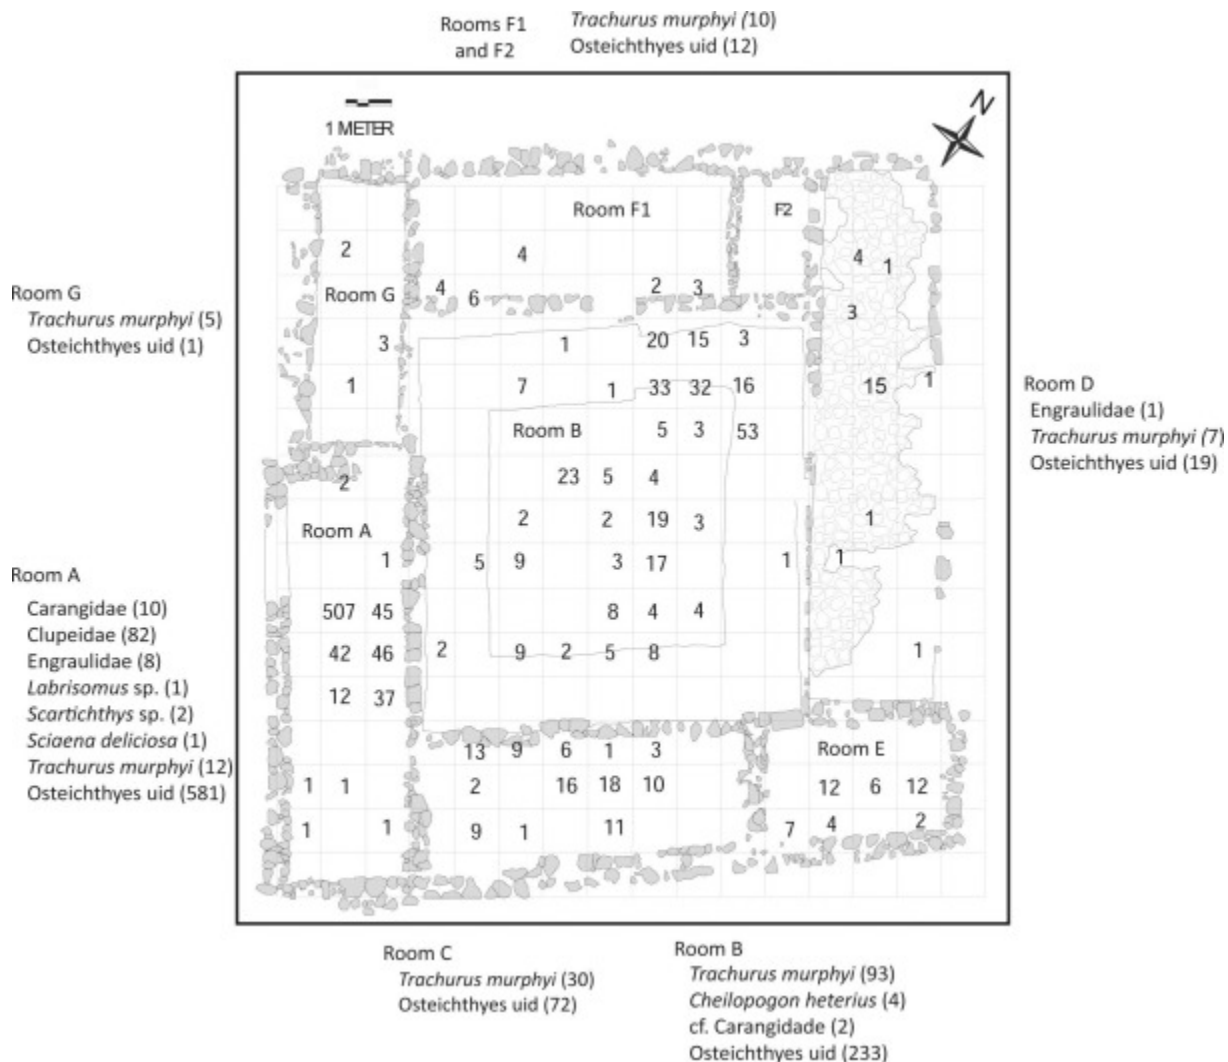 Rooms F1
and F2
Trachurus murphyi (10)
Osteichthyes uid (12)
1 METER
N
Room F1
F2
2
4
4
1
Room G
4
6
2
3
3
Room G
Trachurus murphyi (5)
Osteichthyes uid (1)
3
1
20
15
3
1
7
1
33
32
16
15
1
Room B
5
3
53
Room D
Engraulidae (1)
Trachurus murphyi (7)
Osteichthyes uid (19)
2
23
5
4
Room A
2
2
19
3
1
1
5
9
3
17
1
1
Room A
Carangidae (10)
Clupeidae (82)
Engraulidae (8)
Labrisomus sp. (1)
Scartichthys sp. (2)
Sciaena deliciosa (1)
Trachurus murphyi (12)
Osteichthyes uid (581)
507
45
8
4
4
42
46
2
9
2
5
8
1
12
37
13
9
6
1
3
Room E
1
1
2
16
18
10
12
6
12
1
1
9
1
11
7
4
2
Room C
Trachurus murphyi (30)
Osteichthyes uid (72)
Room B
Trachurus murphyi (93)
Cheilopogon heterius (4)
cf. Carangidade (2)
Osteichthyes uid (233)